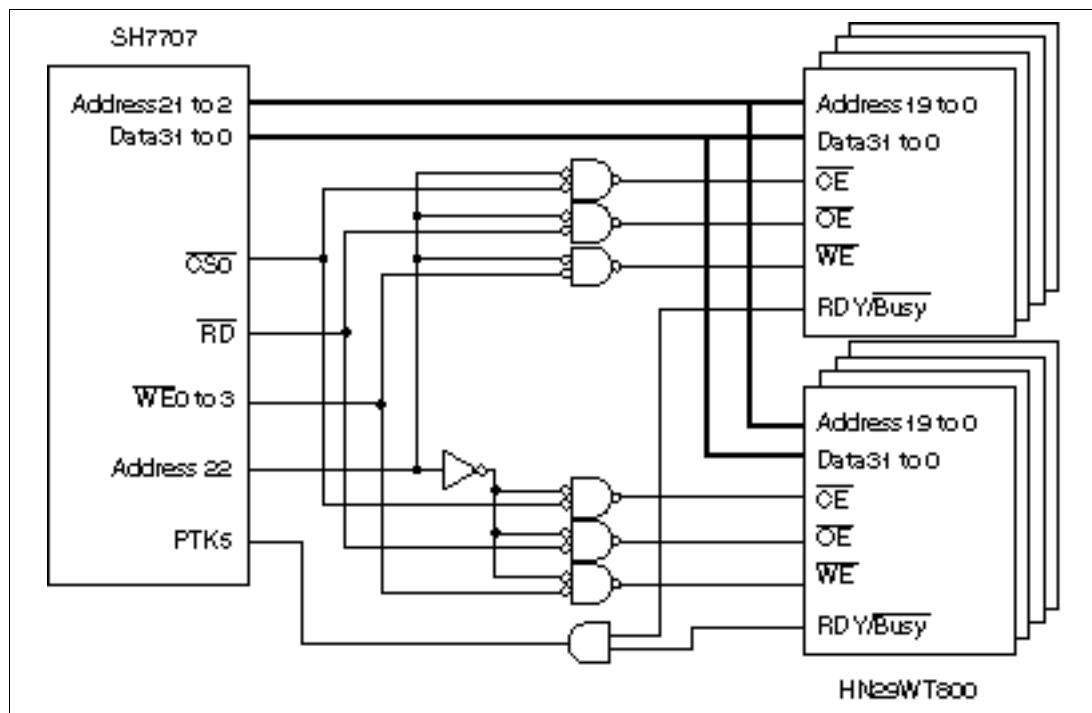 SH7707
Address21 to 2
Data31 to 0
CS0
RD
WE0 to 3
Address 22
PTK5
Address19 to 0
Data31 to 0
CE
OE
WE
RDY/Busy
Address19 to 0
Data31 to 0
CE
OE
WE
RDY/Busy
HN29WT800